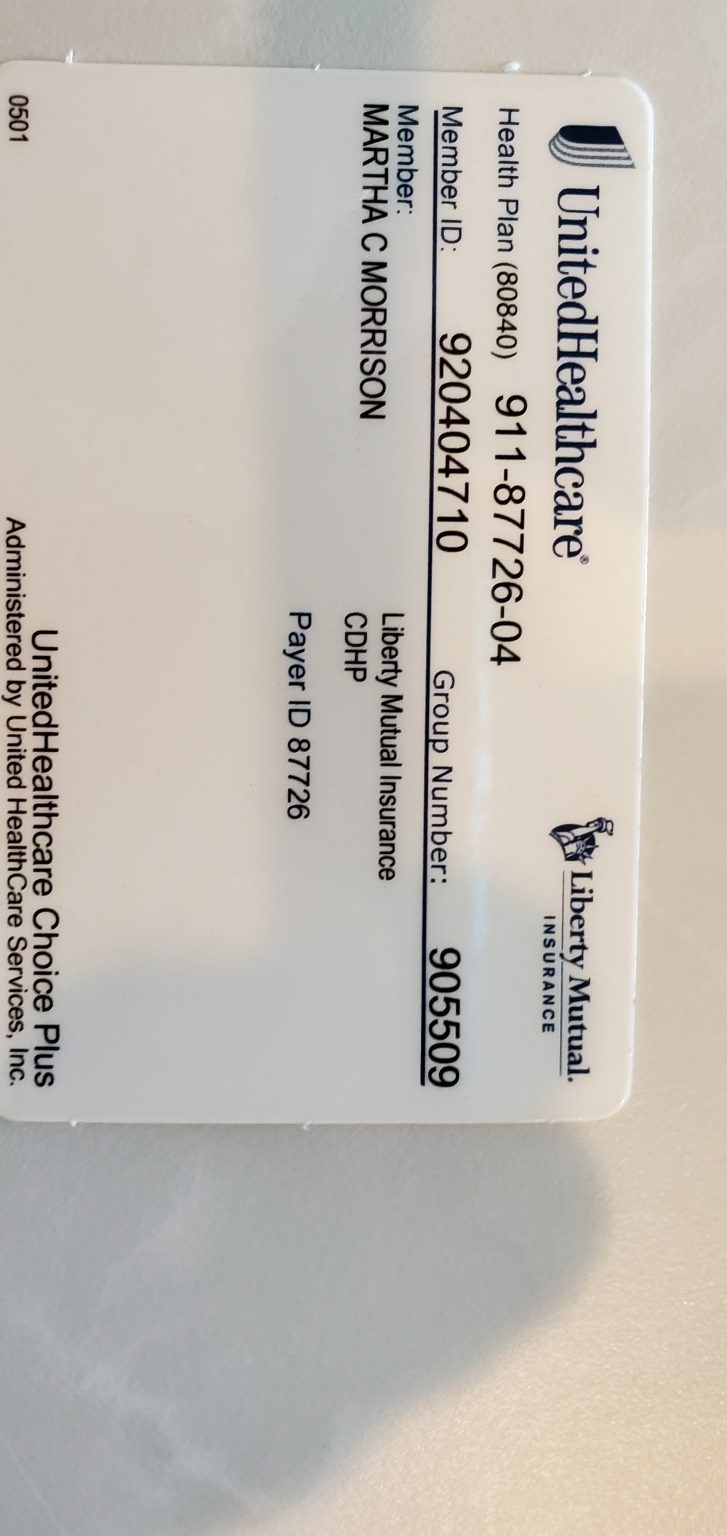 UnitedHealthcare®
Liberty Mutual.
INSURANCE
Health Plan (80840) 911-87726-04
Member ID: 920404710 Group Number: 905509
Member:
MARTHA C MORRISON
Liberty Mutual Insurance
CDHP
Payer ID 87726
UnitedHealthcare Choice Plus
0501 Administered by United HealthCare Services, Inc.